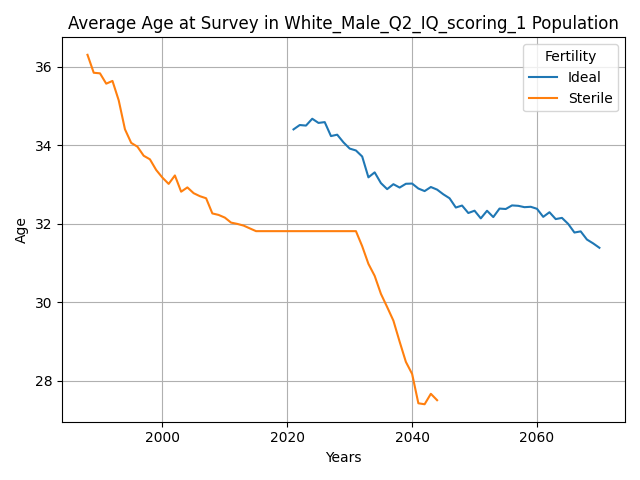 Average Age at Survey in White_Male_Q2_IQ_scoring_1 Population
Fertility
Ideal
Sterile
Age
36
34
32
30
28
2000
2020
2040
2060
Years